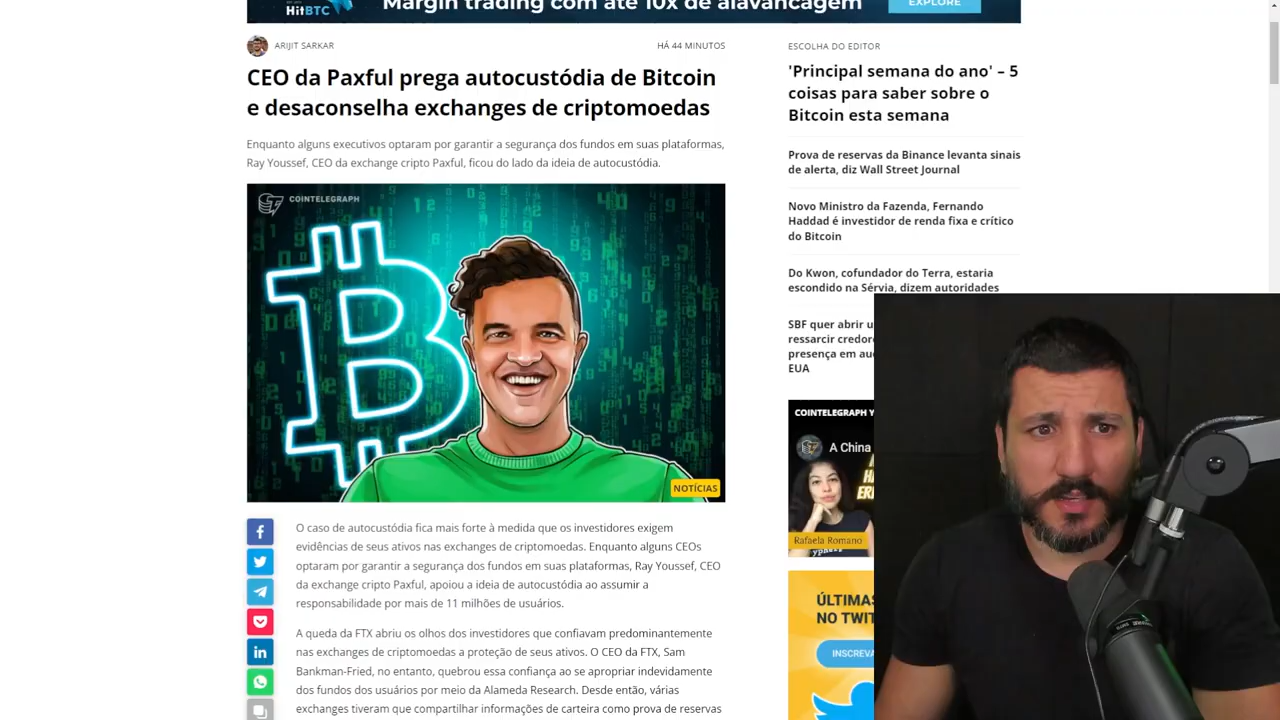 HitBTC
Margin trading com até 10x de alavancagem
EXPLORE
ARIJIT SARKAR
HÁ 44 MINUTOS
CEO da Paxful prega autocustódia de Bitcoin
e desaconselha exchanges de criptomoedas
Enquanto alguns executivos optaram por garantir a segurança dos fundos em suas plataformas,
Ray Youssef, CEO da exchange cripto Paxful, ficou do lado da ideia de autocustódia.
COINTELEGRAPH
NOTÍCIAS
O caso de autocustódia fica mais forte à medida que os investidores exigem
evidências de seus ativos nas exchanges de criptomoedas. Enquanto alguns CEOs
optaram por garantir a segurança dos fundos em suas plataformas, Ray Youssef, CEO
da exchange cripto Paxful, apoiou a ideia de autocustódia ao assumir a
responsabilidade por mais de 11 milhões de usuários.
A queda da FTX abriu os olhos dos investidores que confiavam predominantemente
nas exchanges de criptomoedas a proteção de seus ativos. O CEO da FTX, Sam
Bankman-Fried, no entanto, quebrou essa confiança ao se apropriar indevidamente
dos fundos dos usuários por meio da Alameda Research. Desde então, várias
exchanges tiveram que compartilhar informações de carteira como prova de reservas
ESCOLHA DO EDITOR
'Principal semana do ano' – 5
coisas para saber sobre o
Bitcoin esta semana
Prova de reservas da Binance levanta sinais
de alerta, diz Wall Street Journal
Novo Ministro da Fazenda, Fernando
Haddad é investidor de renda fixa e crítico
do Bitcoin
Do Kwon, cofundador do Terra, estaria
escondido na Sérvia, dizem autoridades
SBF quer abrir u
ressarcir credore
presença em au
EUA
COINTELEGRAPH Y
A China
Rafaela Romano
ÚLTIMAS
NO TWIT
INSCREVA